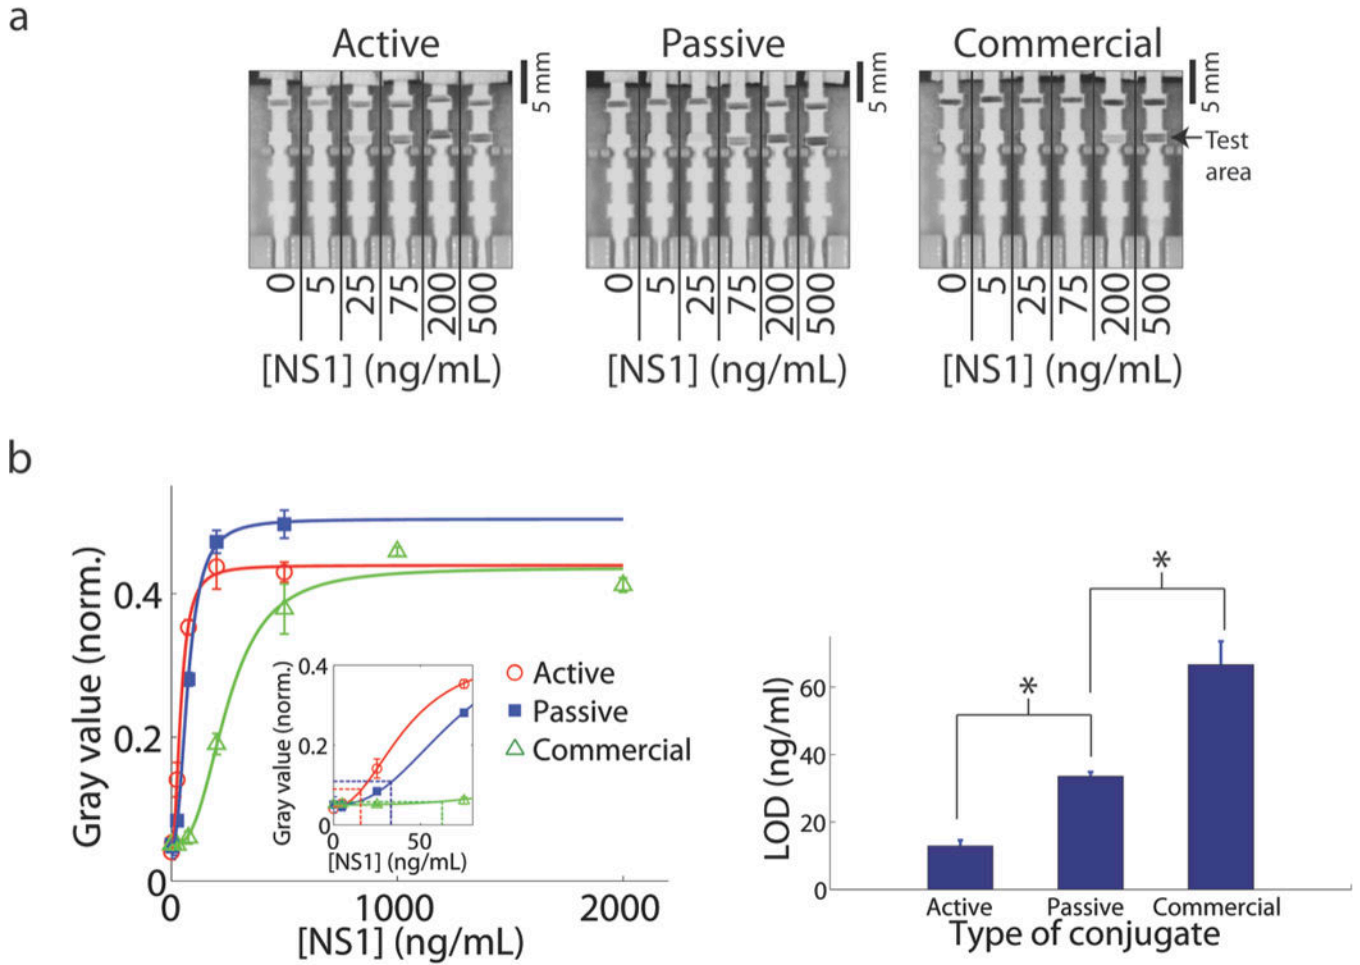 a
Active
Passive
Commercial
5 mm
5 mm
5 mm
Test
area
0 5 25 75 200 500
0 5 25 75 200 500
0 5 25 75 200 500
[NS1] (ng/mL)
[NS1] (ng/mL)
[NS1] (ng/mL)
b
Gray value (norm.)
0.4
0.2
0
0 1000 2000
[NS1] (ng/mL)
Gray value (norm.)
0.4
0.2
0
0 50
[NS1] (ng/mL)
Active
Passive
Commercial
*
*
LOD (ng/ml)
60
40
20
0
Active Passive Commercial
Type of conjugate